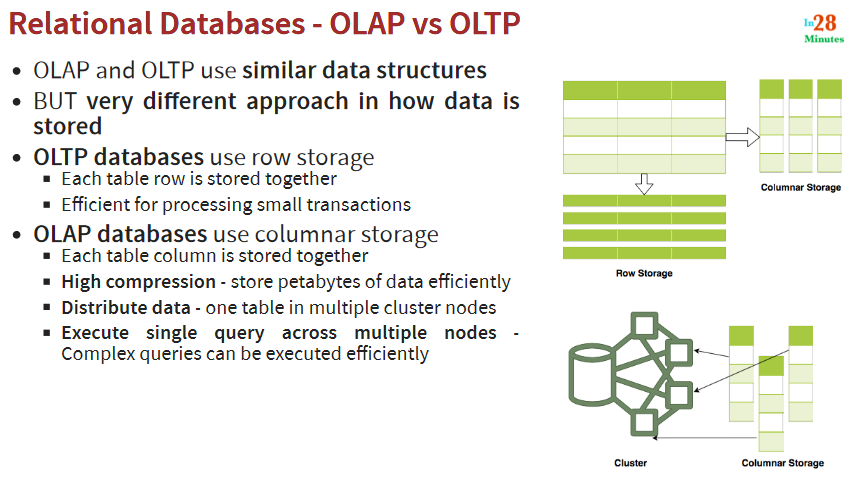 Relational Databases - OLAP vs OLTP
In28
Minutes
• OLAP and OLTP use similar data structures
• BUT very different approach in how data is
stored
• OLTP databases use row storage
▪ Each table row is stored together
▪ Efficient for processing small transactions
• OLAP databases use columnar storage
▪ Each table column is stored together
▪ High compression - store petabytes of data efficiently
▪ Distribute data - one table in multiple cluster nodes
▪ Execute single query across multiple nodes -
Complex queries can be executed efficiently
Columnar Storage
Row Storage
Cluster
Columnar Storage